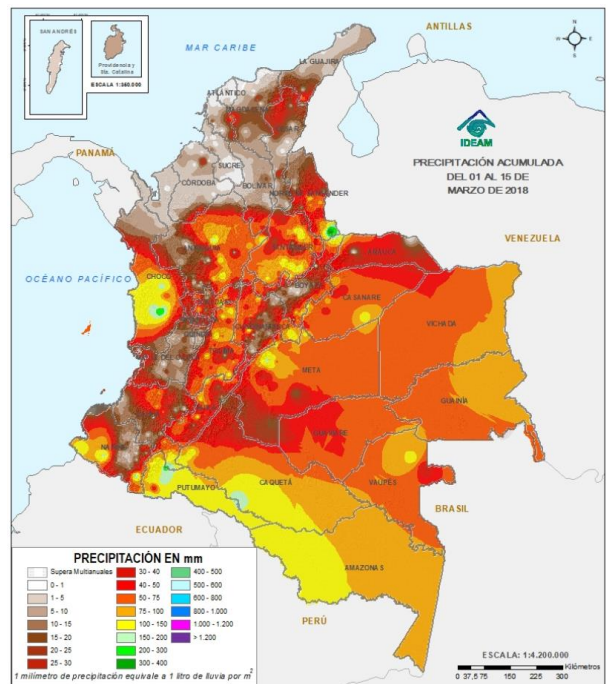 SAN ANDRÉS
Providencia y
Sta. Catalina
ESCALA 1:360.000
MAR CARIBE
ANTILLAS
N
W
E
S
LA GUAJIRA
ATLÁNTICO
IDEAM
PRECIPITACIÓN ACUMULADA
DEL 01 AL 15 DE
MARZO DE 2018
PANAMÁ
SUCRE
CÓRDOBA
BOLIVAR
VENEZUELA
OCÉANO PACÍFICO
CHOCO
ARAUCA
CASANARE
VICHADA
META
GUAINÍA
PUTUMAYO
CAQUETÁ
VAUPÉS
BRASIL
ECUADOR
AMAZONAS
PERÚ
PRECIPITACIÓN EN mm
Supera Multianuales
0 - 1
1 - 5
5 - 10
10 - 15
15 - 20
20 - 25
25 - 30
30 - 40
40 - 50
50 - 75
75 - 100
100 - 150
150 - 200
200 - 300
300 - 400
400 - 500
500 - 600
600 - 800
800 - 1.000
1.000 - 1.200
> 1.200
1 milímetro de precipitación equivale a 1 litro de lluvia por m2
ESCALA: 1:4.200.000
Kilómetros
0 37,5 75 150 225 300